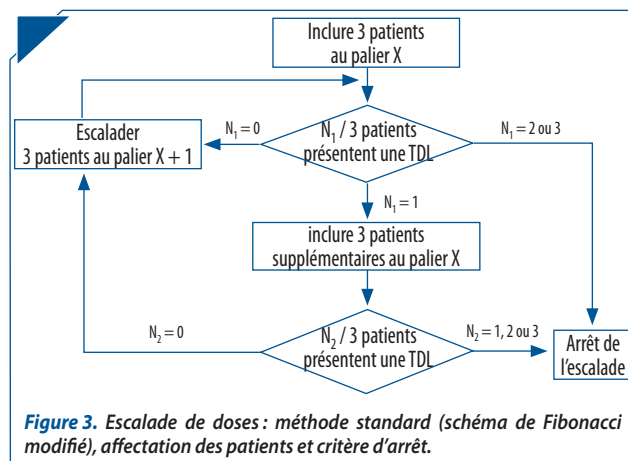 Inclure 3 patients
au palier X
N₁ = 0
N₁ = 2 ou 3
Escalader
3 patients au palier X + 1
N₁ / 3 patients
présentent une TDL
N₁ = 1
inclure 3 patients
supplémentaires au palier X
N₂ = 0
N₂ / 3 patients
présentent une TDL
N₂ = 1, 2 ou 3
Arrêt de
l'escalade
Figure 3. Escalade de doses : méthode standard (schéma de Fibonacci
modifié), affectation des patients et critère d'arrêt.